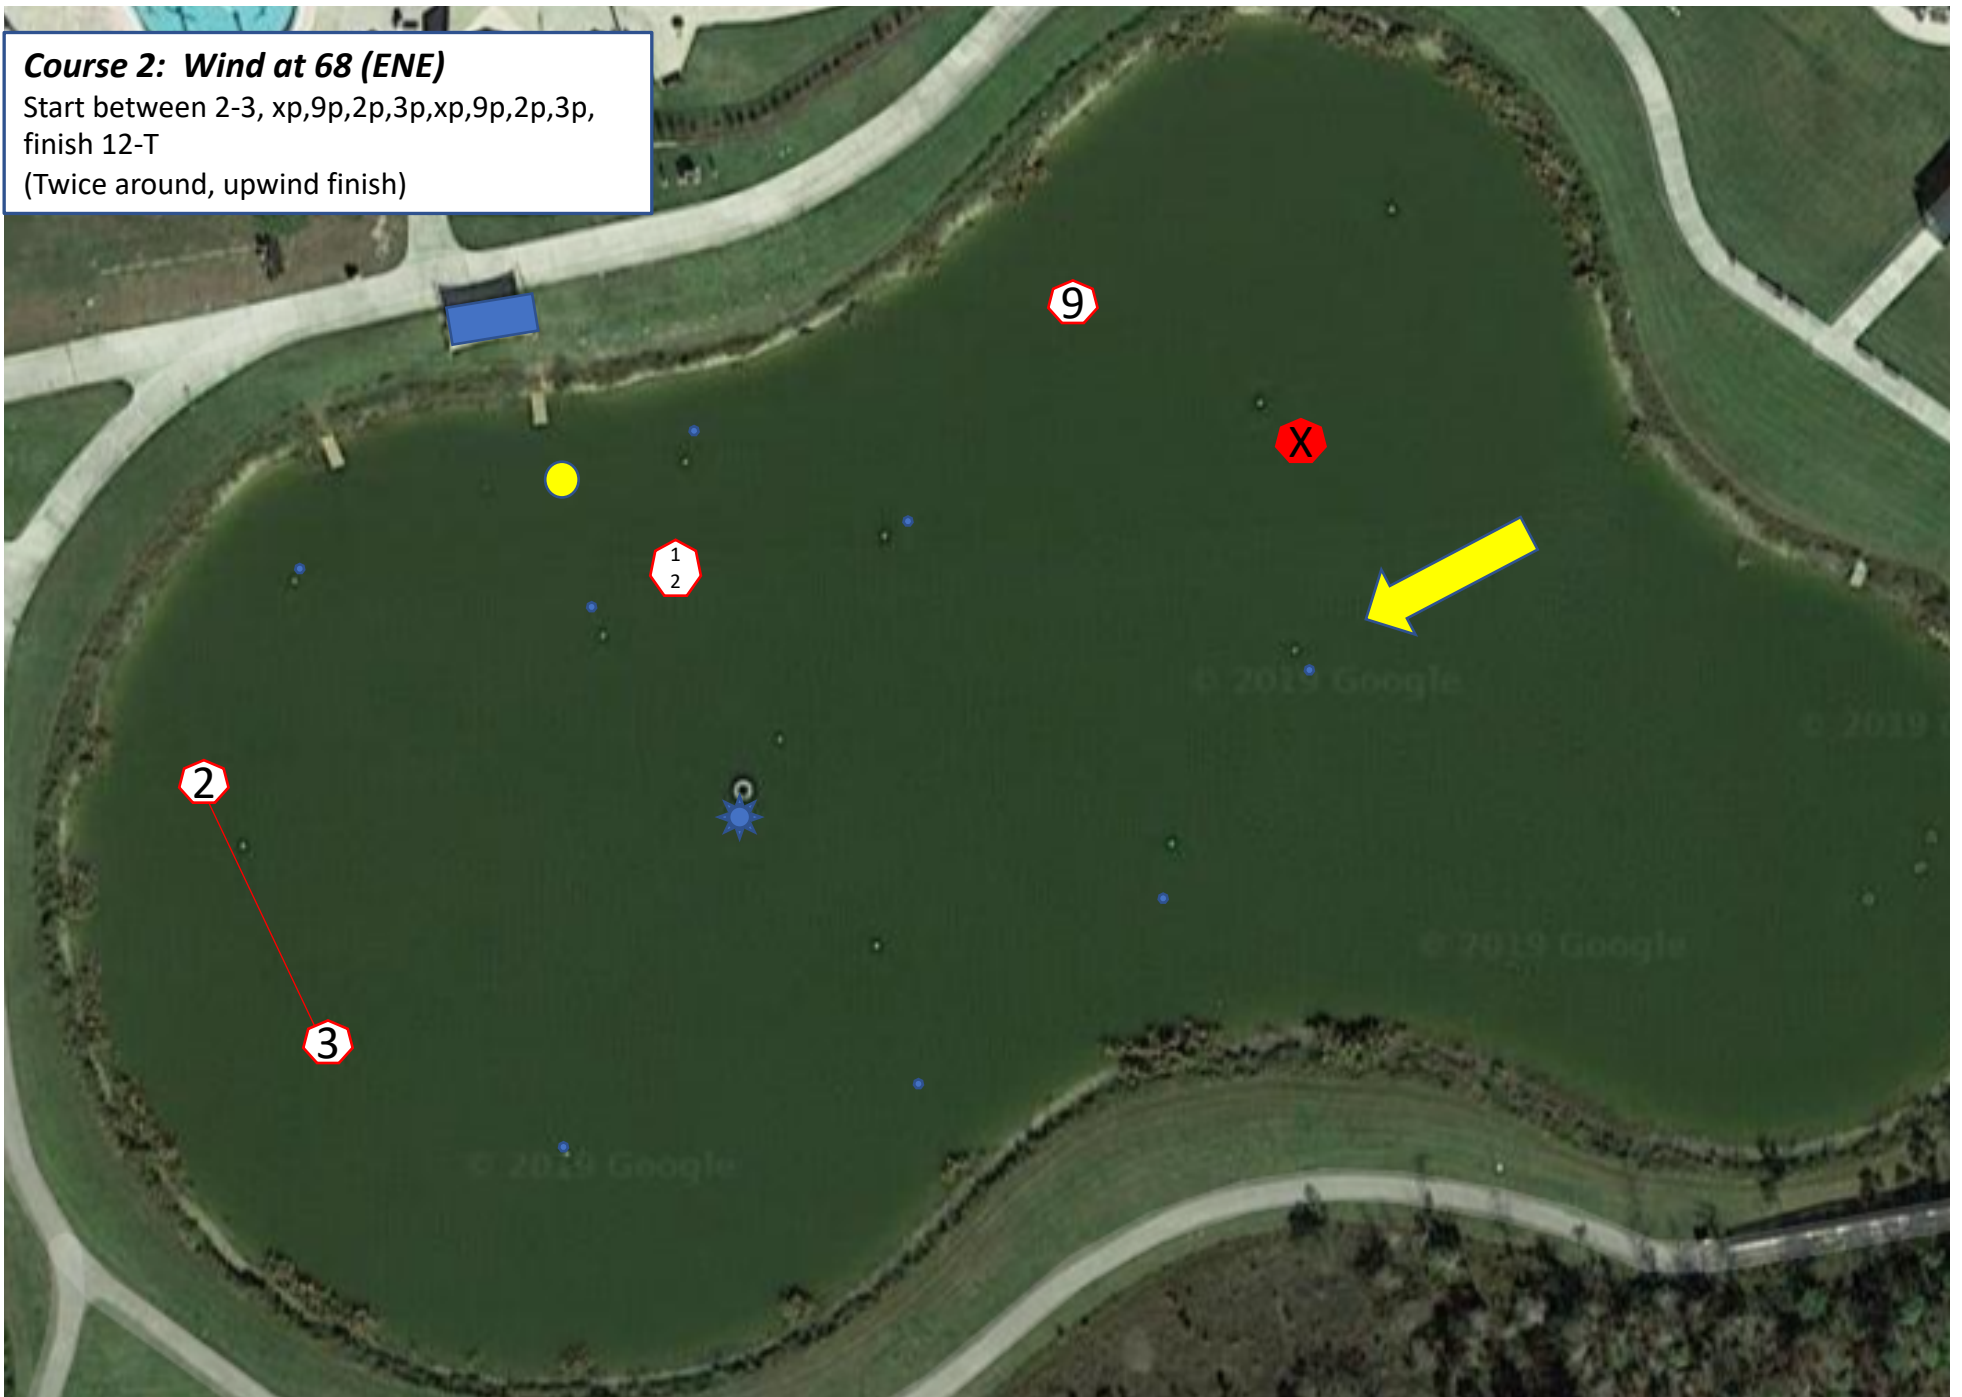 Course 2: Wind at 68 (ENE)
Start between 2-3, xp,9p,2p,3p,xp,9p,2p,3p,
finish 12-T
(Twice around, upwind finish)
9
X
1
2
© 2019 Google
© 2019
2
© 2019 Google
3
© 2019 Google